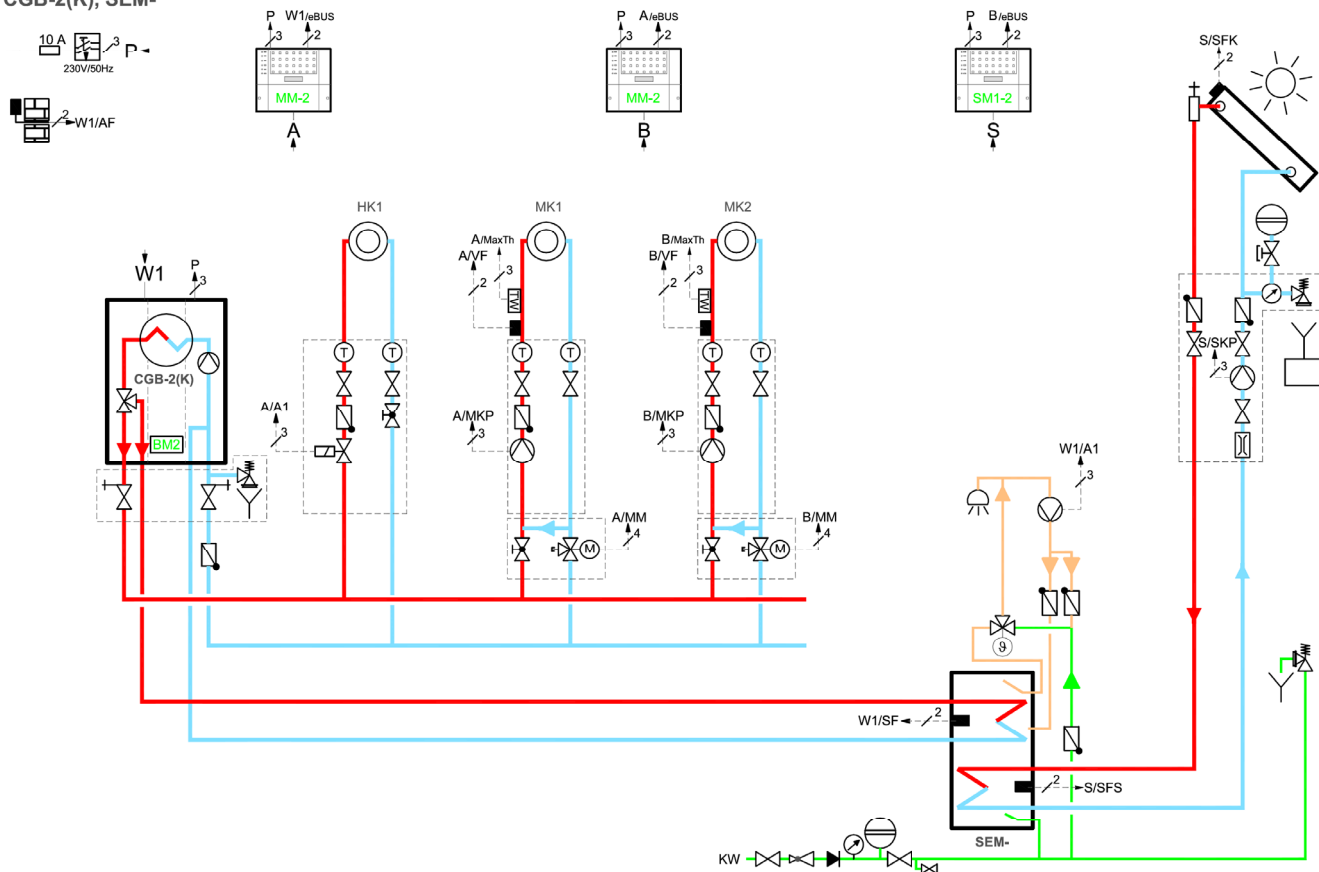 CGB-2(K), SEM-
P W1/eBUS
3 2
MM-2
A
P A/eBUS
3 2
MM-2
B
P B/eBUS
3 2
SM1-2
S
10 A
3 P
230V/50Hz
2 W1/AF
S/SFK
2
HK1
MK1
MK2
A/MaxTh
A/VF
3
2
TW
B/MaxTh
B/VF
3
2
TW
W1
P
3
CGB-2(K)
BM2
T T
T T
T T
A/A1
3
A/MKP
3
B/MKP
3
S/SKP
3
A/MM
4
M
B/MM
4
M
W1/A1
3
ϑ
W1/SF 2
2 S/SFS
SEM-
KW